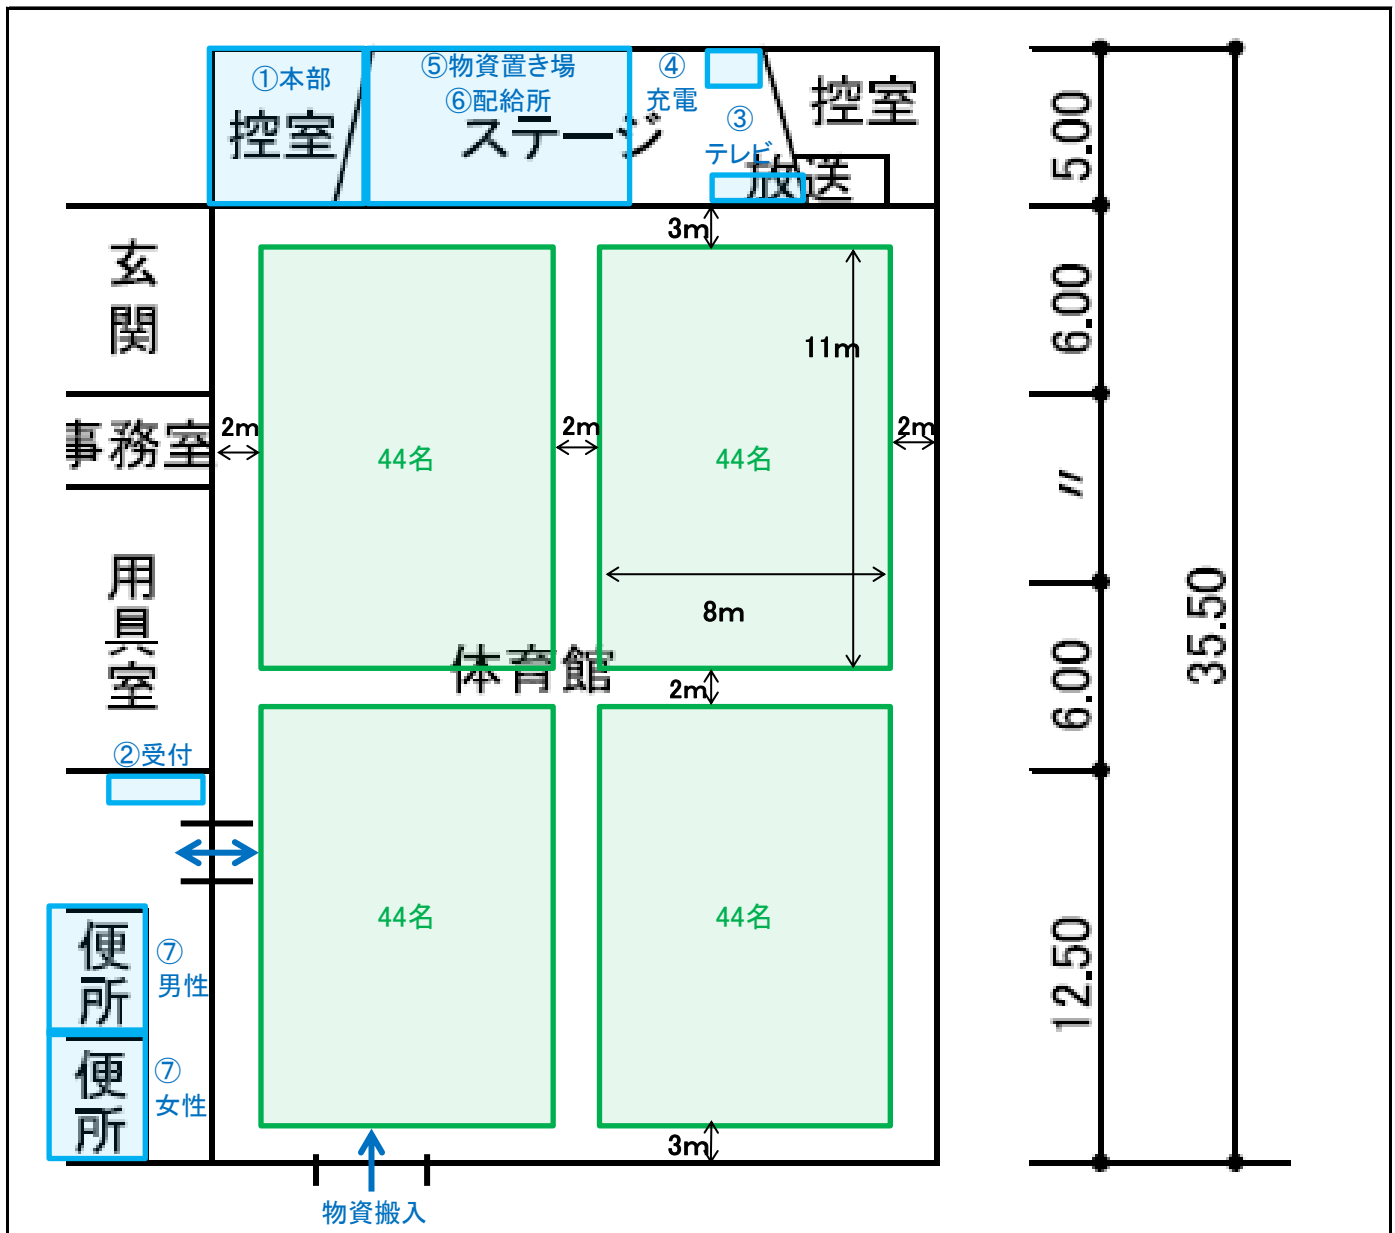 ①本部
控室
⑤物資置き場
⑥配給所
ステージ
④
充電
③
テレビ
放送
控室
5.00
3m
玄
関
6.00
11m
事務室
2m
44名
2m
44名
2m
〃
8m
用
具
室
体育館
2m
6.00
35.50
②受付
便
所
⑦
男性
44名
44名
12.50
便
所
⑦
女性
3m
物資搬入